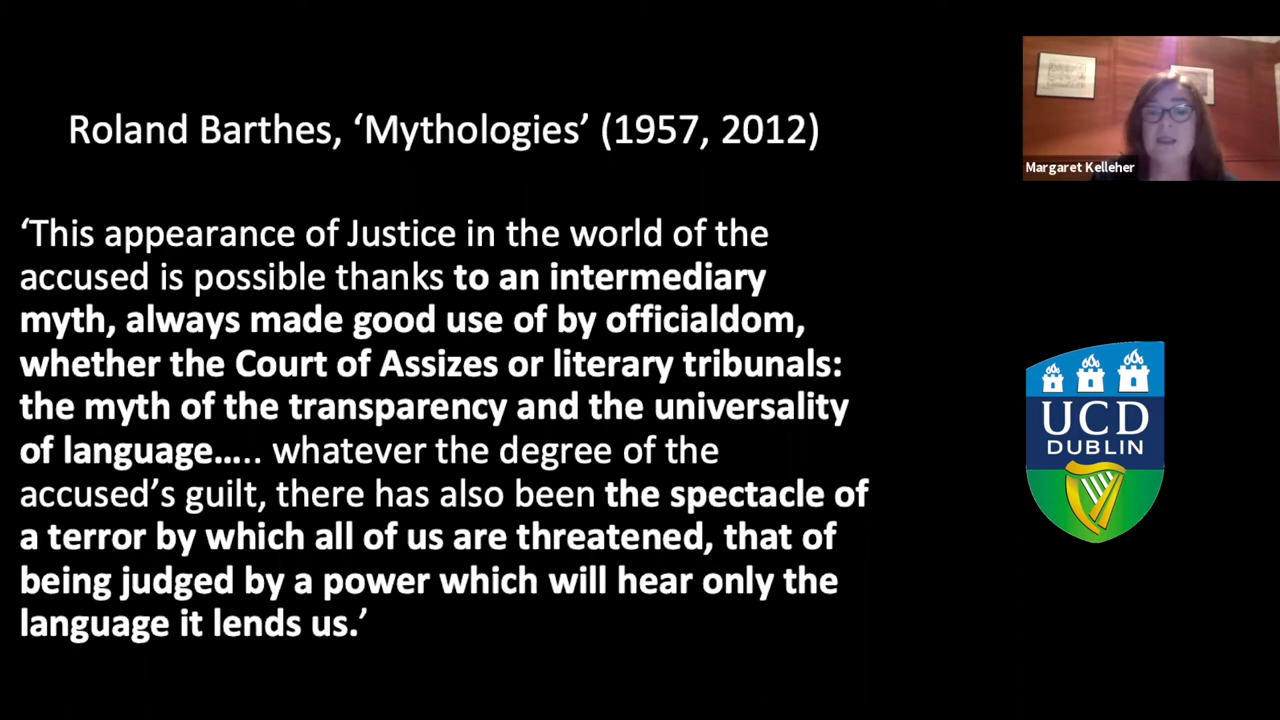 Roland Barthes, ‘Mythologies’ (1957, 2012)
‘This appearance of Justice in the world of the
accused is possible thanks to an intermediary
myth, always made good use of by officialdom,
whether the Court of Assizes or literary tribunals:
the myth of the transparency and the universality
of language….. whatever the degree of the
accused’s guilt, there has also been the spectacle of
a terror by which all of us are threatened, that of
being judged by a power which will hear only the
language it lends us.’
Margaret Kelleher
UCD
DUBLIN